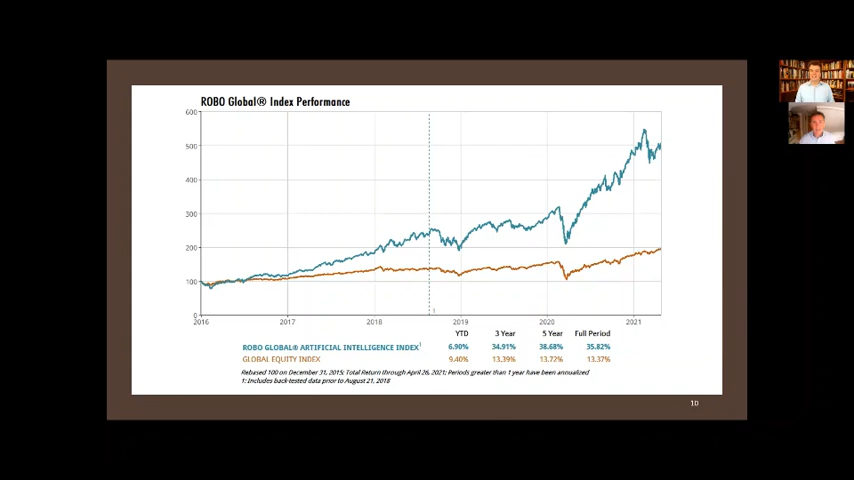 ROBO Global® Index Performance
600
500
400
300
200
100
0
2016 2017 2018 2019 2020 2021
1
YTD 3 Year 5 Year Full Period
ROBO GLOBAL® ARTIFICIAL INTELLIGENCE INDEX¹ 6.90% 34.91% 38.68% 35.82%
GLOBAL EQUITY INDEX 9.40% 13.39% 13.72% 13.37%
Rebased 100 on December 31, 2015; Total Return through April 26, 2021; Periods greater than 1 year have been annualized
1: Includes back-tested data prior to August 21, 2018
10